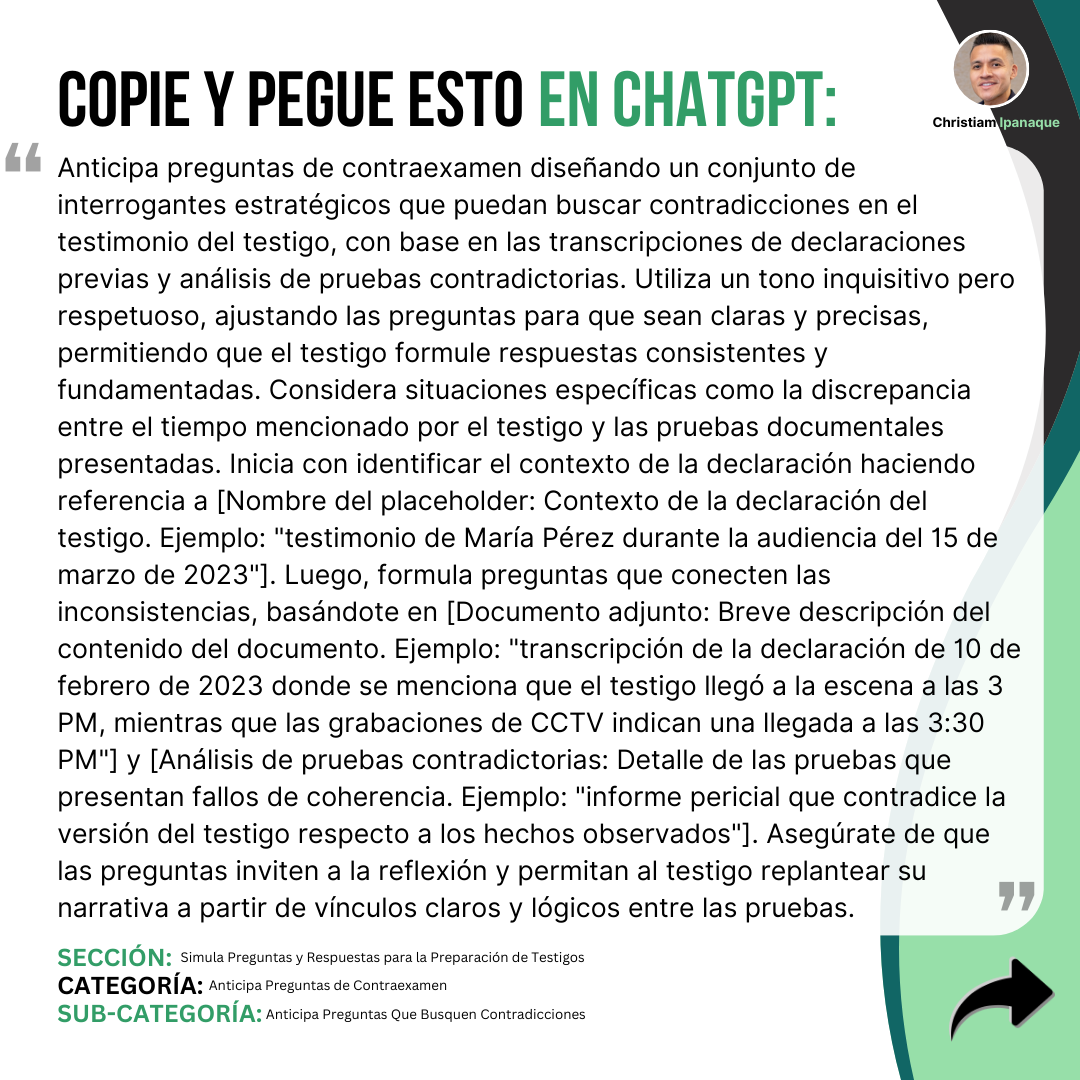 COPIE Y PEGUE ESTO EN CHATGPT:
Christiam Ipanaque
“
Anticipa preguntas de contraexamen diseñando un conjunto de
interrogantes estratégicos que puedan buscar contradicciones en el
testimonio del testigo, con base en las transcripciones de declaraciones
previas y análisis de pruebas contradictorias. Utiliza un tono inquisitivo pero
respetuoso, ajustando las preguntas para que sean claras y precisas,
permitiendo que el testigo formule respuestas consistentes y
fundamentadas. Considera situaciones específicas como la discrepancia
entre el tiempo mencionado por el testigo y las pruebas documentales
presentadas. Inicia con identificar el contexto de la declaración haciendo
referencia a [Nombre del placeholder: Contexto de la declaración del
testigo. Ejemplo: "testimonio de María Pérez durante la audiencia del 15 de
marzo de 2023"]. Luego, formula preguntas que conecten las
inconsistencias, basándote en [Documento adjunto: Breve descripción del
contenido del documento. Ejemplo: "transcripción de la declaración de 10 de
febrero de 2023 donde se menciona que el testigo llegó a la escena a las 3
PM, mientras que las grabaciones de CCTV indican una llegada a las 3:30
PM"] y [Análisis de pruebas contradictorias: Detalle de las pruebas que
presentan fallos de coherencia. Ejemplo: "informe pericial que contradice la
versión del testigo respecto a los hechos observados"]. Asegúrate de que
las preguntas inviten a la reflexión y permitan al testigo replantear su
narrativa a partir de vínculos claros y lógicos entre las pruebas.
”
SECCIÓN: Simula Preguntas y Respuestas para la Preparación de Testigos
CATEGORÍA: Anticipa Preguntas de Contraexamen
SUB-CATEGORÍA: Anticipa Preguntas Que Busquen Contradicciones